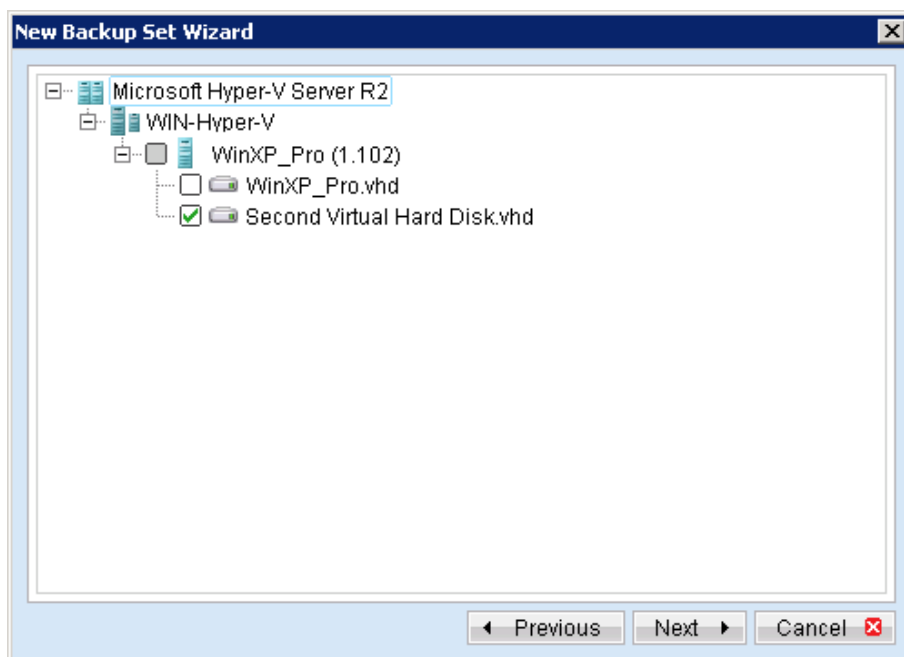 New Backup Set Wizard
Microsoft Hyper-V Server R2
WIN-Hyper-V
WinXP_Pro (1.102)
WinXP_Pro.vhd
Second Virtual Hard Disk.vhd
Previous Next Cancel